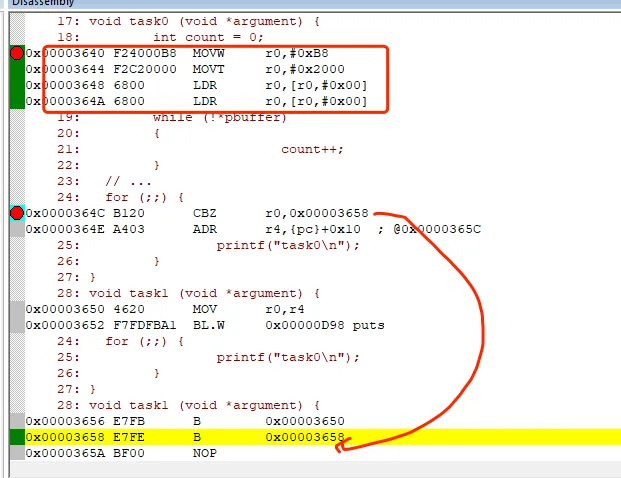 Disassembly
17: void task0 (void *argument) {
18: int count = 0;
0x00003640 F24000B8 MOVW r0,#0xB8
0x00003644 F2C20000 MOVT r0,#0x2000
0x00003648 6800 LDR r0,[r0,#0x00]
0x0000364A 6800 LDR r0,[r0,#0x00]
19: while (!*pbuffer)
20: {
21: count++;
22: }
23: // ...
24: for (;;) {
0x0000364C B120 CBZ r0,0x00003658
0x0000364E A403 ADR r4,{pc}+0x10 ; @0x0000365C
25: printf("task0\n");
26: }
27: }
28: void task1 (void *argument) {
0x00003650 4620 MOV r0,r4
0x00003652 F7FDFBA1 BL.W 0x00000D98 puts
24: for (;;) {
25: printf("task0\n");
26: }
27: }
28: void task1 (void *argument) {
0x00003656 E7FB B 0x00003650
0x00003658 E7FE B 0x00003658
0x0000365A BF00 NOP